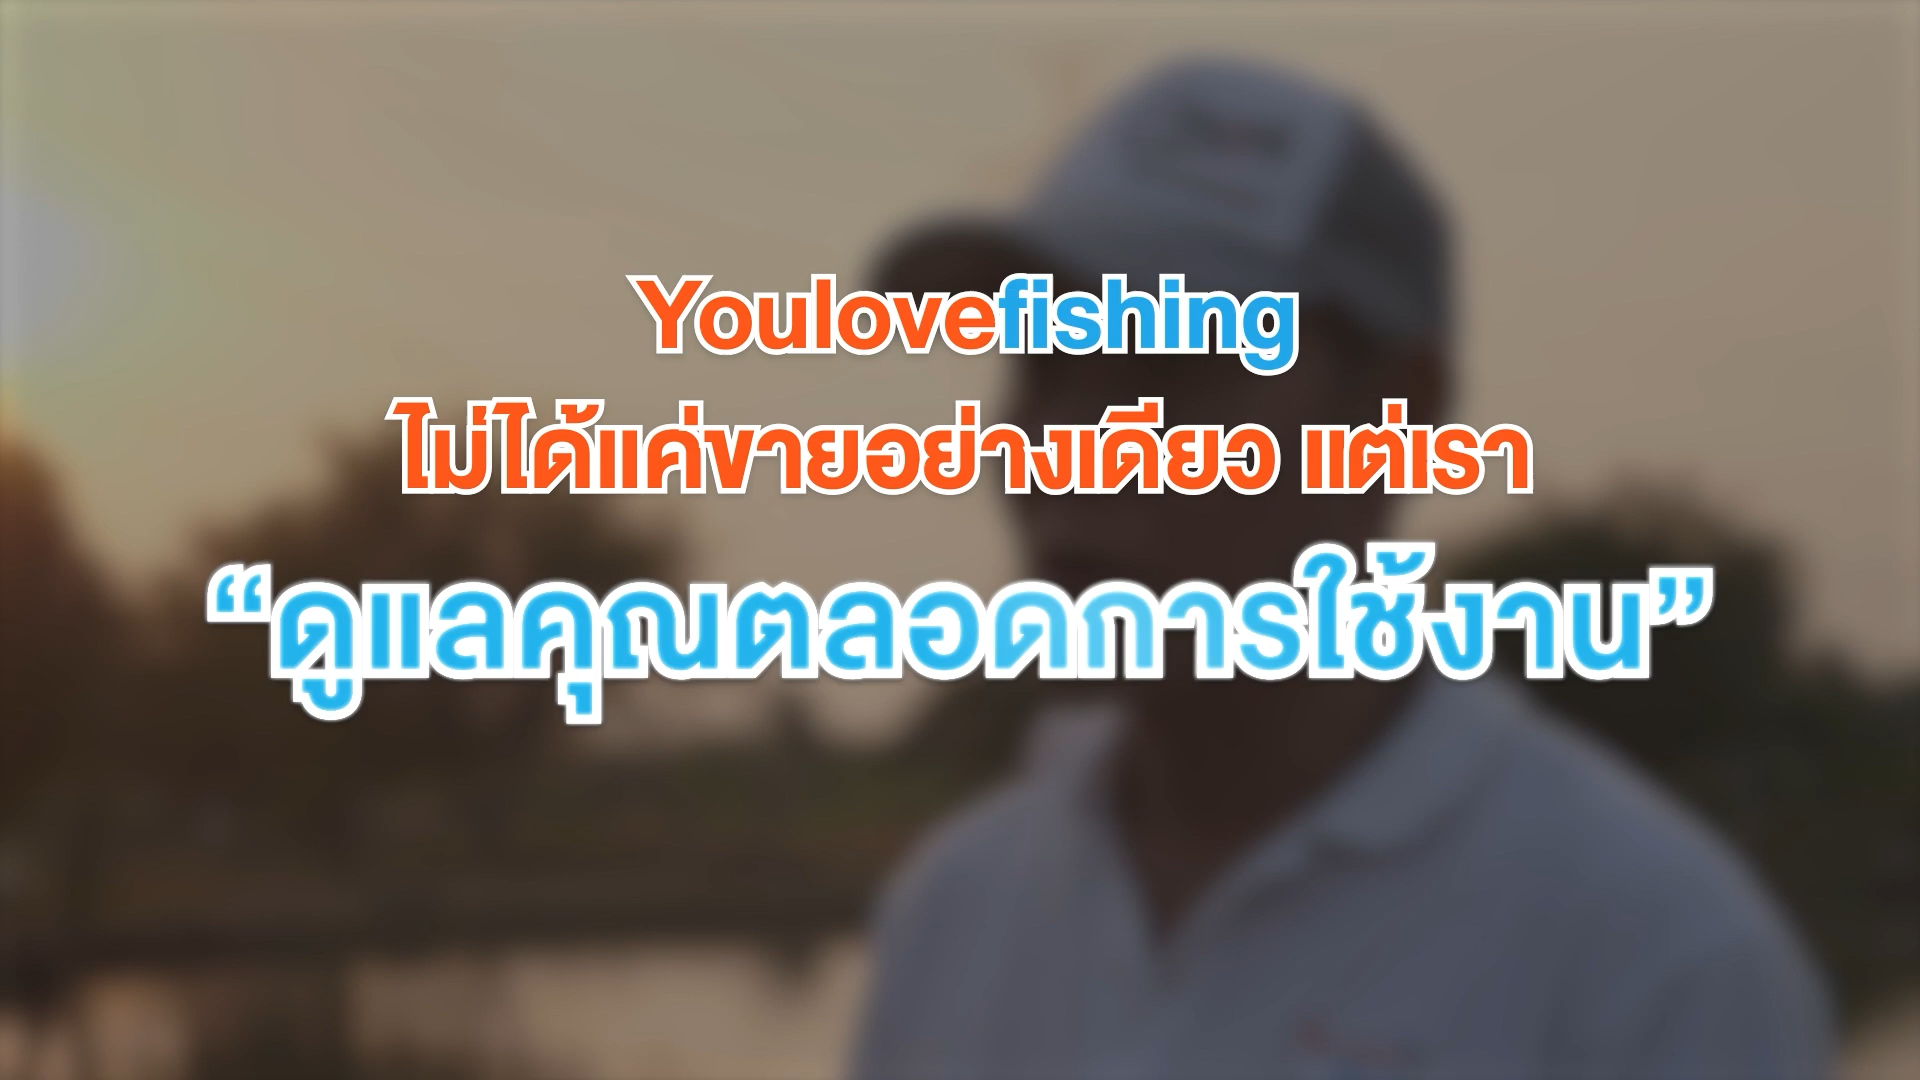 Youlovefishing
ไม่ได้แค่ขายอย่างเดียว แต่เรา
“ดูแลคุณตลอดการใช้งาน”